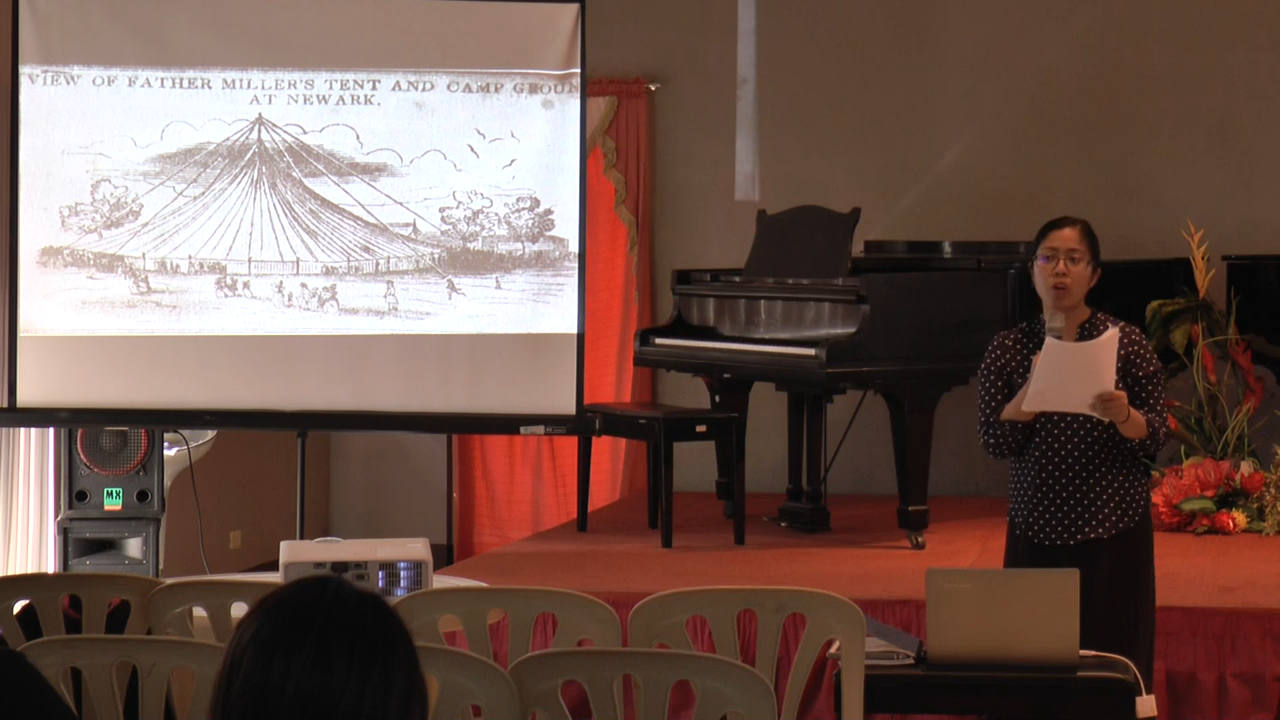 VIEW OF FATHER MILLER'S TENT AND CAMP GROUN
AT NEWARK.
MX